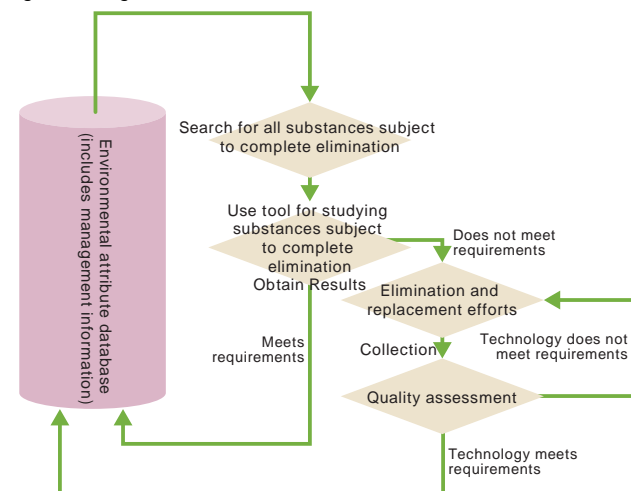 Environmental attribute database
(includes management information)
Search for all substances subject
to complete elimination
Use tool for studying
substances subject
to complete
elimination
Obtain Results
Does not meet
requirements
Elimination and
replacement efforts
Meets
requirements
Collection
Technology does not
meet requirements
Quality assessment
Technology meets
requirements